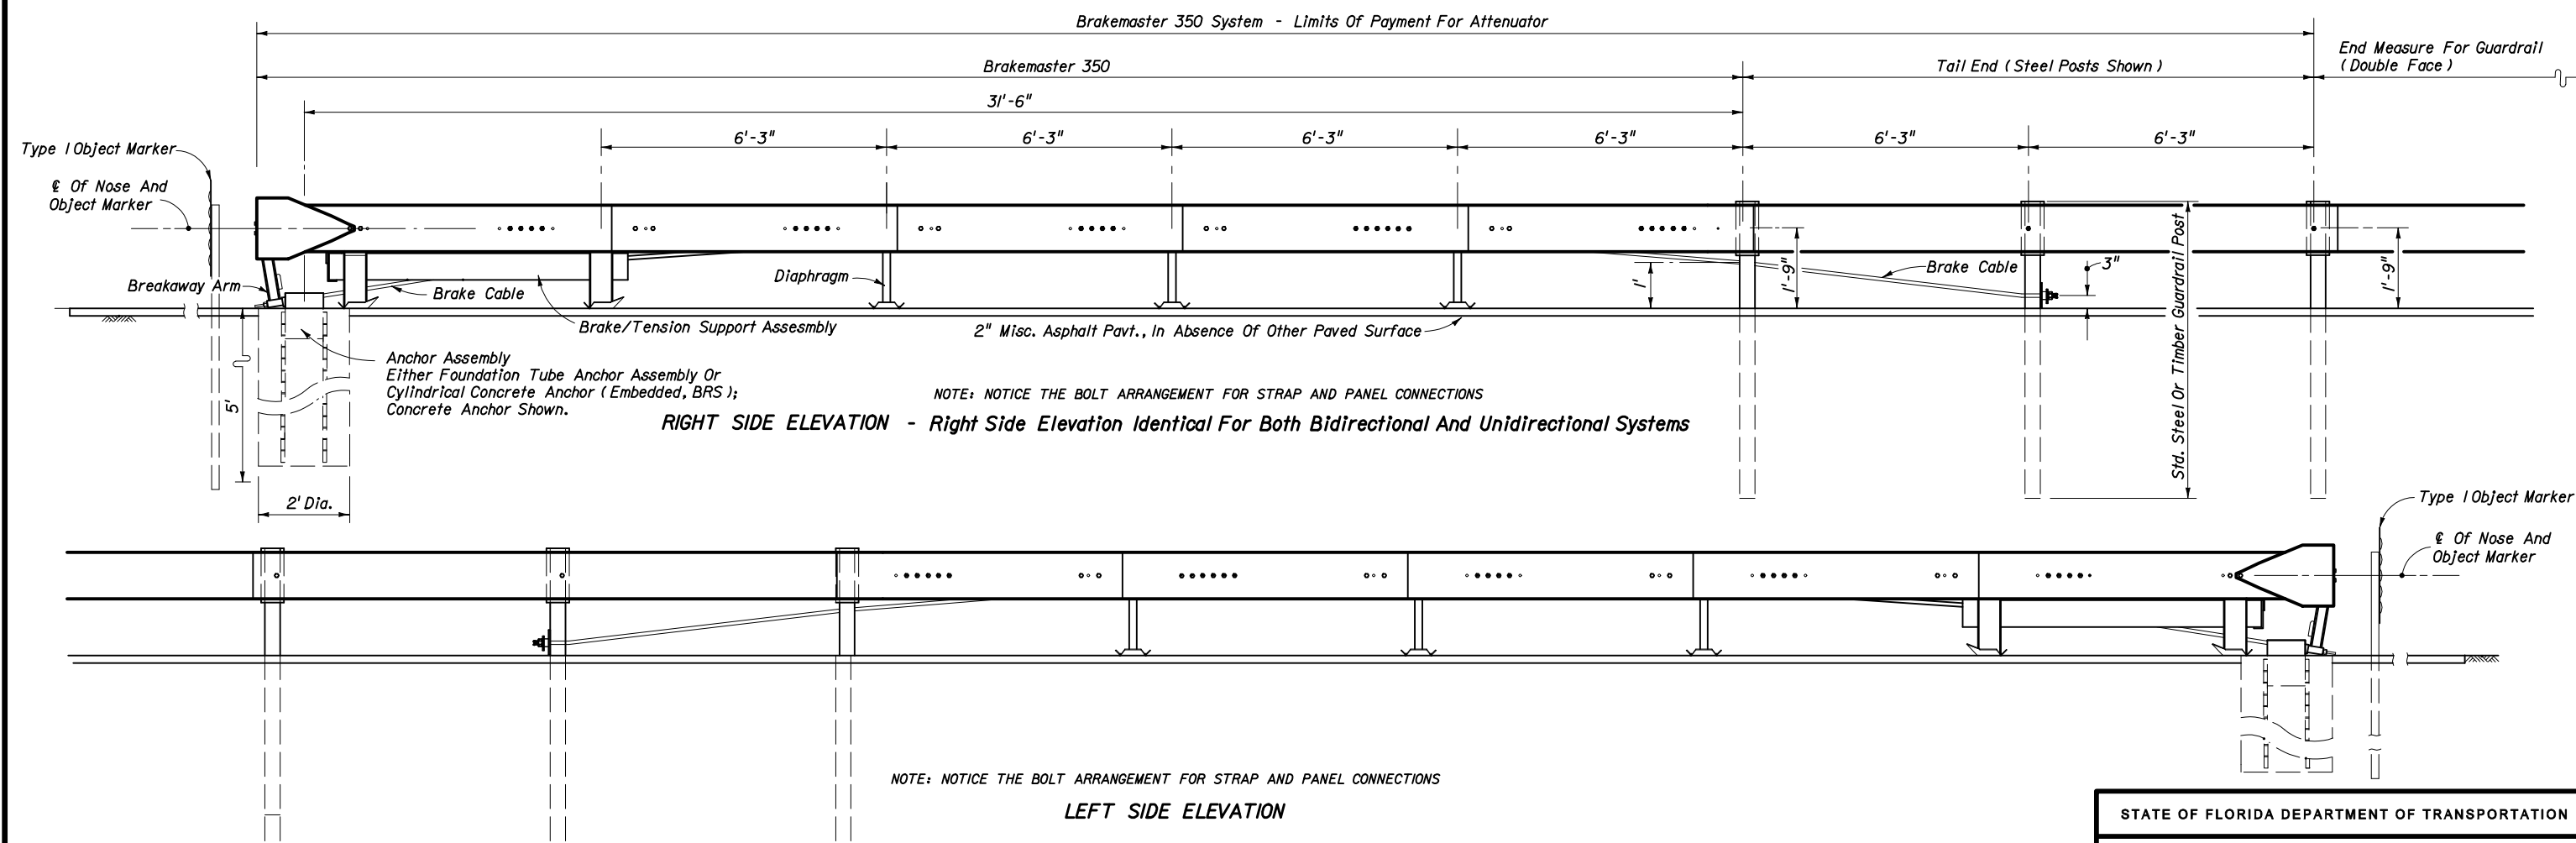 Brakemaster 350 System - Limits Of Payment For Attenuator
End Measure For Guardrail
(Double Face)
Brakemaster 350
Tail End (Steel Posts Shown)
31'-6"
6'-3"
6'-3"
6'-3"
6'-3"
6'-3"
6'-3"
Type 1 Object Marker
℄ Of Nose And
Object Marker
Breakaway Arm
Brake Cable
Diaphragm
Brake Cable
1'
1'-9"
3"
1'-9"
Std. Steel Or Timber Guardrail Post
Brake/Tension Support Assesmbly
2" Misc. Asphalt Pavt., In Absence Of Other Paved Surface
Anchor Assembly
Either Foundation Tube Anchor Assembly Or
Cylindrical Concrete Anchor (Embedded, BRS);
Concrete Anchor Shown.
5'
2' Dia.
NOTE: NOTICE THE BOLT ARRANGEMENT FOR STRAP AND PANEL CONNECTIONS
RIGHT SIDE ELEVATION - Right Side Elevation Identical For Both Bidirectional And Unidirectional Systems
Type 1 Object Marker
℄ Of Nose And
Object Marker
NOTE: NOTICE THE BOLT ARRANGEMENT FOR STRAP AND PANEL CONNECTIONS
LEFT SIDE ELEVATION
STATE OF FLORIDA DEPARTMENT OF TRANSPORTATION